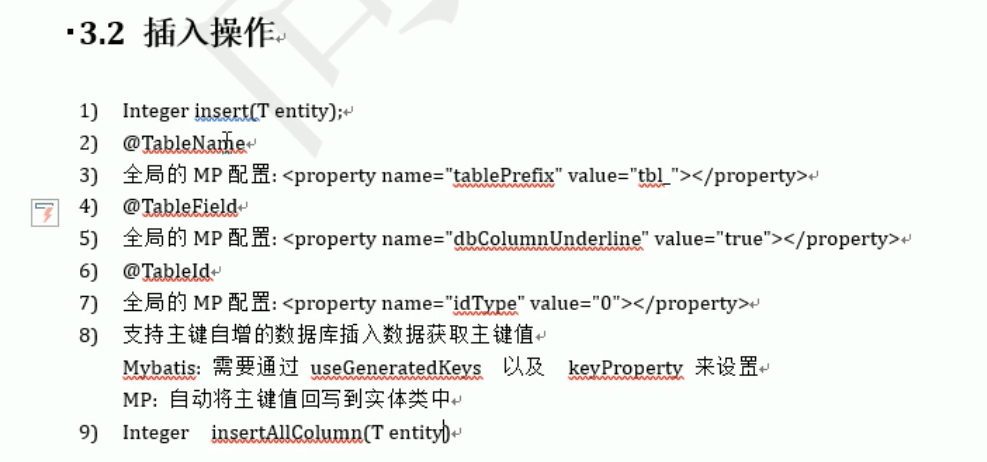 3.2 插入操作
1) Integer insert(T entity);
2) @TableName
3) 全局的 MP 配置: <property name="tablePrefix" value="tbl_"></property>
4) @TableField
5) 全局的 MP 配置: <property name="dbColumnUnderline" value="true"></property>
6) @TableId
7) 全局的 MP 配置: <property name="idType" value="0"></property>
8) 支持主键自增的数据库插入数据获取主键值
Mybatis: 需要通过 useGeneratedKeys 以及 keyProperty 来设置
MP: 自动将主键值回写到实体类中
9) Integer insertAllColumn(T entity)